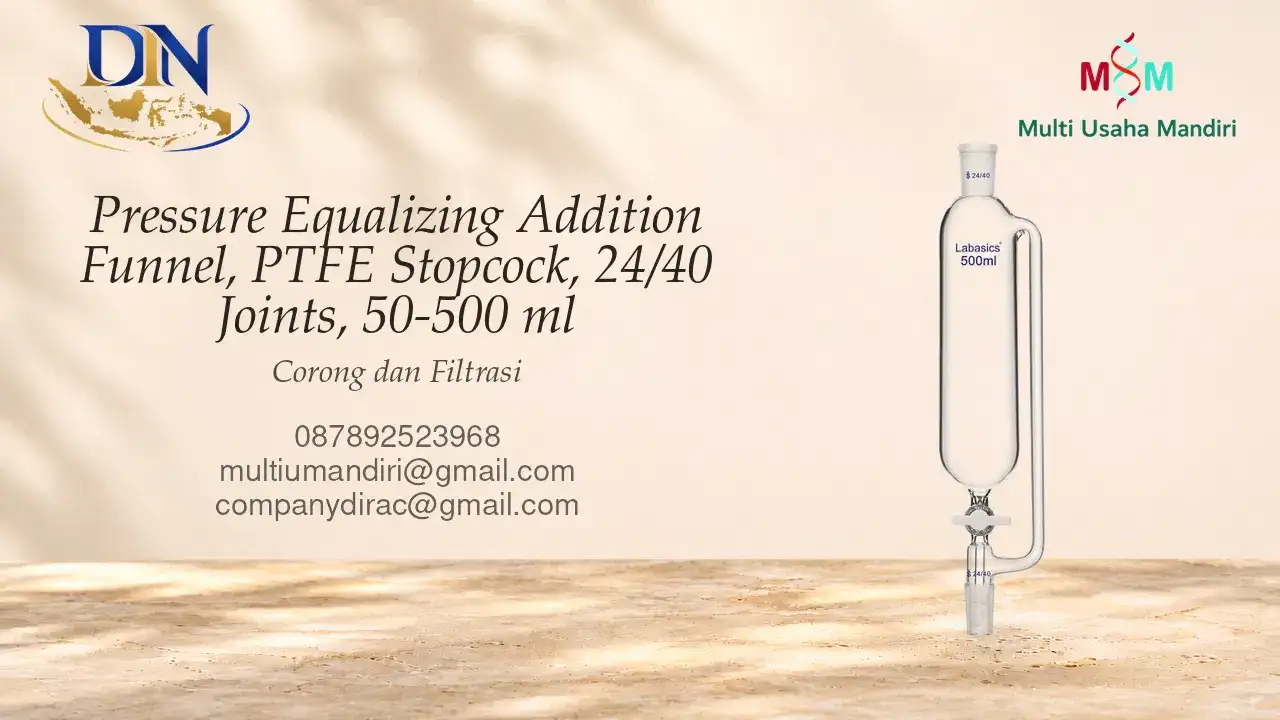 DIN
MSM
Multi Usaha Mandiri
Pressure Equalizing Addition
Funnel, PTFE Stopcock, 24/40
Joints, 50-500 ml
Corong dan Filtrasi
087892523968
multiumandiri@gmail.com
companydirac@gmail.com
$ 24/40
Labasics®
500ml
$ 24/40